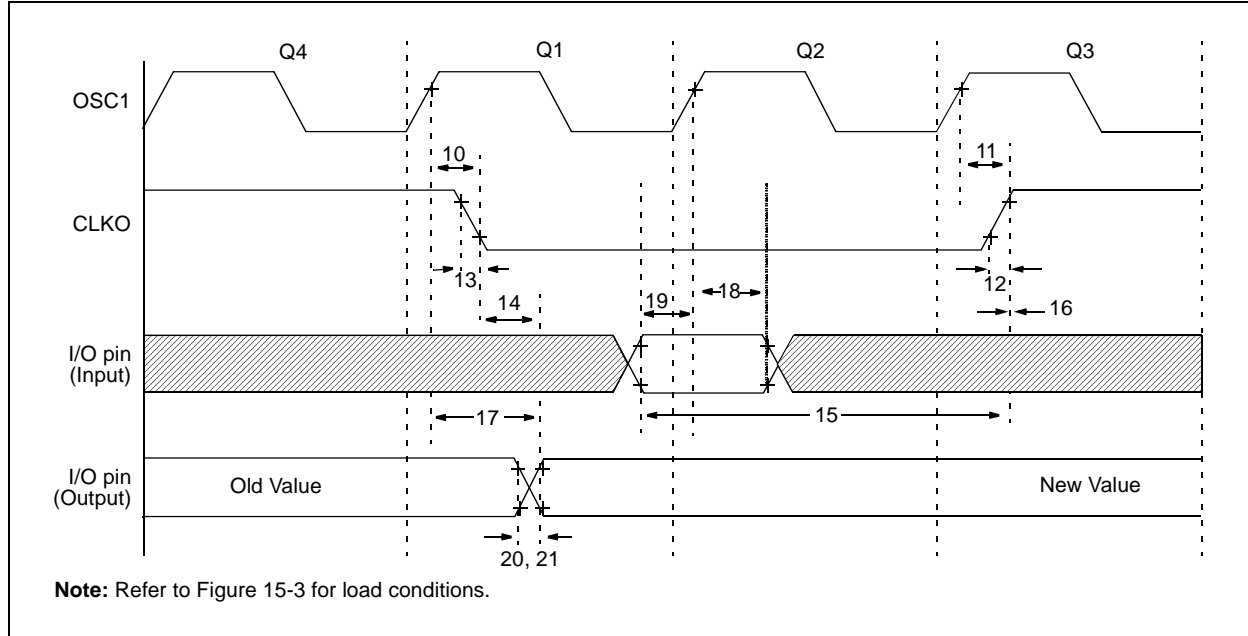 Q4 Q1 Q2 Q3
OSC1
10 11
CLKO
13 12
14 19 18 16
I/O pin
(Input)
17 15
I/O pin
(Output)
Old Value New Value
20, 21
Note: Refer to Figure 15-3 for load conditions.